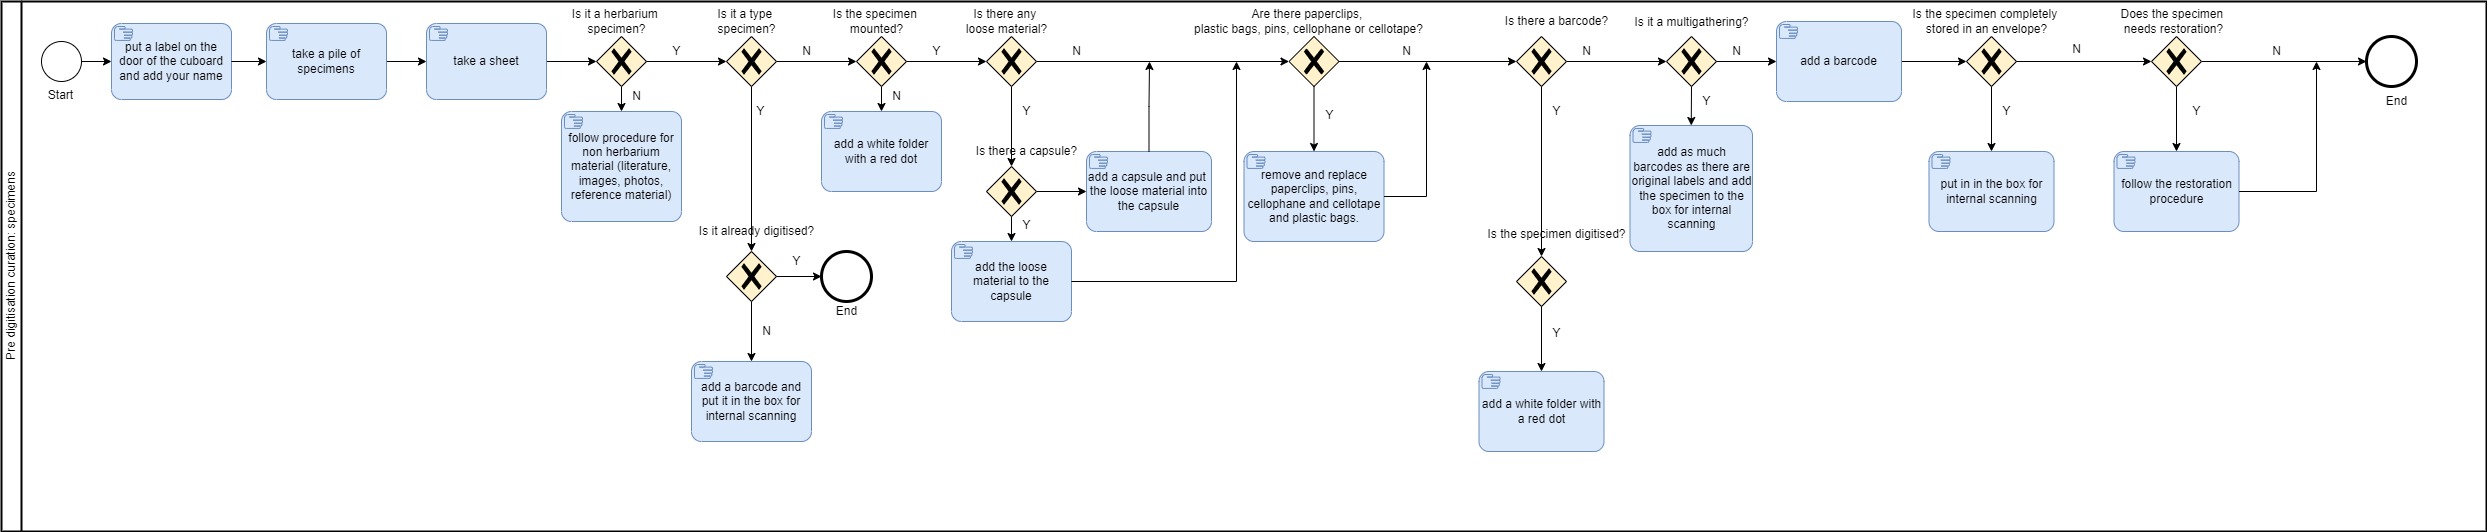 Pre digitisation curation: specimens
Start
put a label on the
door of the cuboard
and add your name
take a pile of
specimens
take a sheet
Is it a herbarium
specimen?
Y
N
follow procedure for
non herbarium
material (literature,
images, photos,
reference material)
Is it a type
specimen?
N
Y
Is it already digitised?
Y
End
N
add a barcode and
put it in the box for
internal scanning
Is the specimen
mounted?
Y
N
add a white folder
with a red dot
Is there any
loose material?
N
Y
Is there a capsule?
add a capsule and put
the loose material into
the capsule
Y
add the loose
material to the
capsule
Are there paperclips,
plastic bags, pins, cellophane or cellotape?
N
Y
remove and replace
paperclips, pins,
cellophane and cellotape
and plastic bags.
Is there a barcode?
N
Y
Is the specimen digitised?
Y
add a white folder with
a red dot
Is it a multigathering?
N
Y
add as much
barcodes as there are
original labels and add
the specimen to the
box for internal
scanning
add a barcode
Is the specimen completely
stored in an envelope?
N
Y
put in in the box for
internal scanning
Does the specimen
needs restoration?
N
Y
follow the restoration
procedure
End